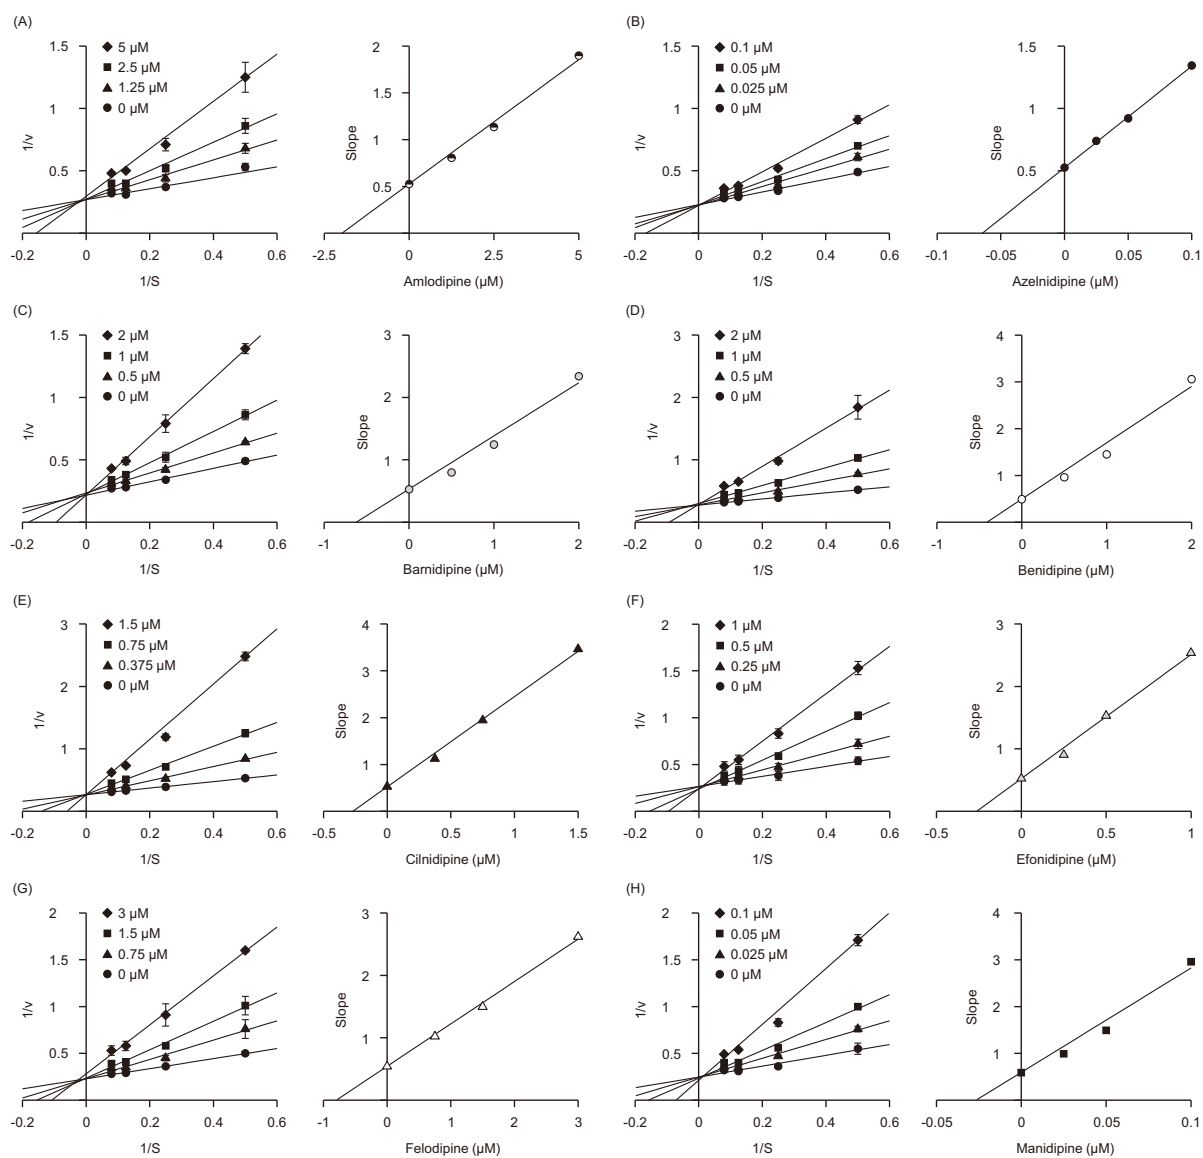 (A)
1.5
1
0.5
1/v
5 µM
2.5 µM
1.25 µM
0 µM
-0.2 0 0.2 0.4 0.6
1/S
2
1.5
1
0.5
Slope
-2.5 0 2.5 5
Amlodipine (µM)
(B)
1.5
1
0.5
1/v
0.1 µM
0.05 µM
0.025 µM
0 µM
-0.2 0 0.2 0.4 0.6
1/S
1.5
1
0.5
Slope
-0.1 -0.05 0 0.05 0.1
Azelnidipine (µM)
(C)
1.5
1
0.5
1/v
2 µM
1 µM
0.5 µM
0 µM
-0.2 0 0.2 0.4 0.6
1/S
3
2
1
Slope
-1 0 1 2
Barnidipine (µM)
(D)
3
2
1
1/v
2 µM
1 µM
0.5 µM
0 µM
-0.2 0 0.2 0.4 0.6
1/S
4
3
2
1
Slope
-1 0 1 2
Benidipine (µM)
(E)
3
2
1
1/v
1.5 µM
0.75 µM
0.375 µM
0 µM
-0.2 0 0.2 0.4 0.6
1/S
4
3
2
1
Slope
-0.5 0 0.5 1 1.5
Cilnidipine (µM)
(F)
2
1.5
1
0.5
1/v
1 µM
0.5 µM
0.25 µM
0 µM
-0.2 0 0.2 0.4 0.6
1/S
3
2
1
Slope
-0.5 0 0.5 1
Efonidipine (µM)
(G)
2
1.5
1
0.5
1/v
3 µM
1.5 µM
0.75 µM
0 µM
-0.2 0 0.2 0.4 0.6
1/S
3
2
1
Slope
-1 0 1 2 3
Felodipine (µM)
(H)
2
1.5
1
0.5
1/v
0.1 µM
0.05 µM
0.025 µM
0 µM
-0.2 0 0.2 0.4 0.6
1/S
4
3
2
1
Slope
-0.05 0 0.05 0.1
Manidipine (µM)